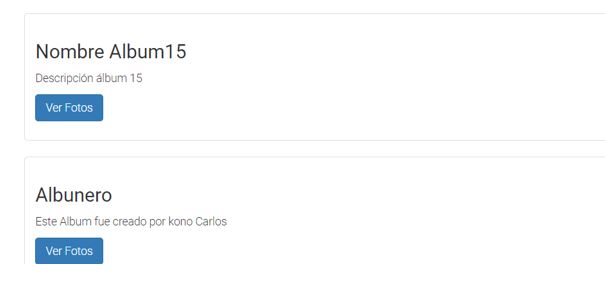 Nombre Album15
Descripción álbum 15
Ver Fotos
Albunero
Este Album fue creado por kono Carlos
Ver Fotos